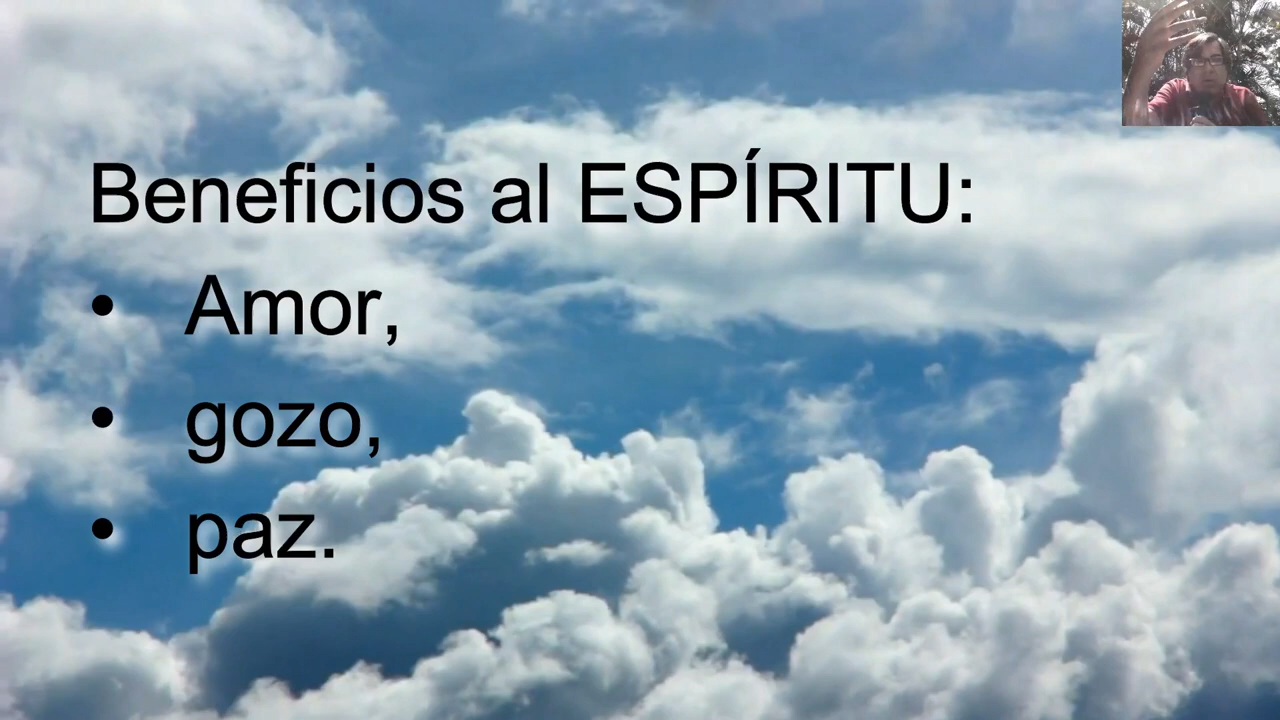 Beneficios al ESPÍRITU:
• Amor,
• gozo,
• paz.